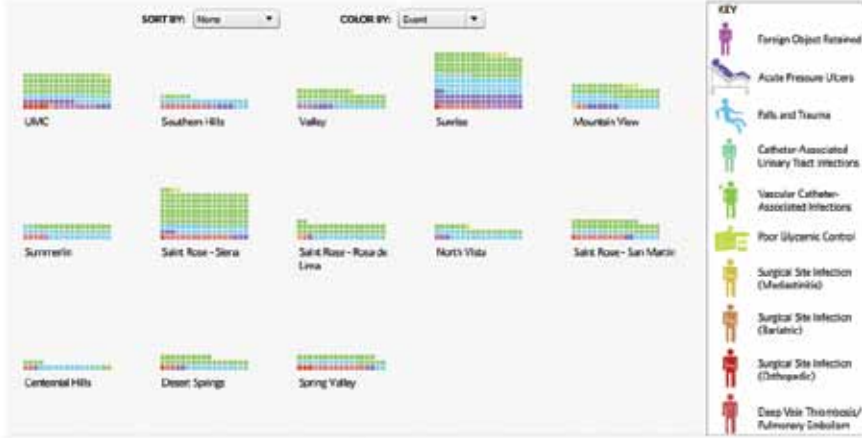 SORT BY: None
COLOR BY: Event
UMC
Southern Hills
Valley
Sunrise
Mountain View
Summerlin
Saint Rose - Siena
Saint Rose - Rosa de
Lima
North Vista
Saint Rose - San Martin
Centennial Hills
Desert Springs
Spring Valley
KEY
Foreign Object Retained
Acute Pressure Ulcers
Falls and Trauma
Catheter-Associated
Urinary Tract Infections
Vascular Catheter-
Associated Infections
Poor Glycemic Control
Surgical Site Infection
(Mediastinitis)
Surgical Site Infection
(Bariatric)
Surgical Site Infection
(Orthopedic)
Deep Vein Thrombosis/
Pulmonary Embolism